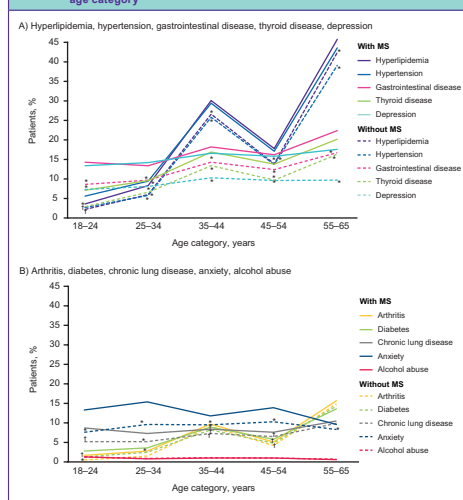 age category
A) Hyperlipidemia, hypertension, gastrointestinal disease, thyroid disease, depression
45
40
35
30
25
20
15
10
5
0
Patients, %
18–24
25–34
35–44
45–54
55–65
Age category, years
With MS
Hyperlipidemia
Hypertension
Gastrointestinal disease
Thyroid disease
Depression
Without MS
Hyperlipidemia
Hypertension
Gastrointestinal disease
Thyroid disease
Depression
B) Arthritis, diabetes, chronic lung disease, anxiety, alcohol abuse
45
40
35
30
25
20
15
10
5
0
Patients, %
18–24
25–34
35–44
45–54
55–65
Age category, years
With MS
Arthritis
Diabetes
Chronic lung disease
Anxiety
Alcohol abuse
Without MS
Arthritis
Diabetes
Chronic lung disease
Anxiety
Alcohol abuse